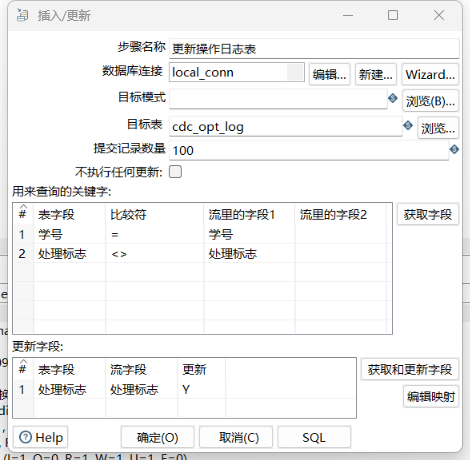 插入/更新
步骤名称 更新操作日志表
数据库连接 local_conn 编辑... 新建... Wizard...
目标模式 浏览(B)...
目标表 cdc_opt_log 浏览...
提交记录数量 100
不执行任何更新:
用来查询的关键字:
# 表字段 比较符 流里的字段1 流里的字段2 获取字段
1 学号 = 学号
2 处理标志 <> 处理标志
更新字段:
# 表字段 流字段 更新 获取和更新字段
1 处理标志 处理标志 Y
编辑映射
Help 确定(O) 取消(C) SQL
(I=1, O=0, R=1, W=1, U=1, E=0)